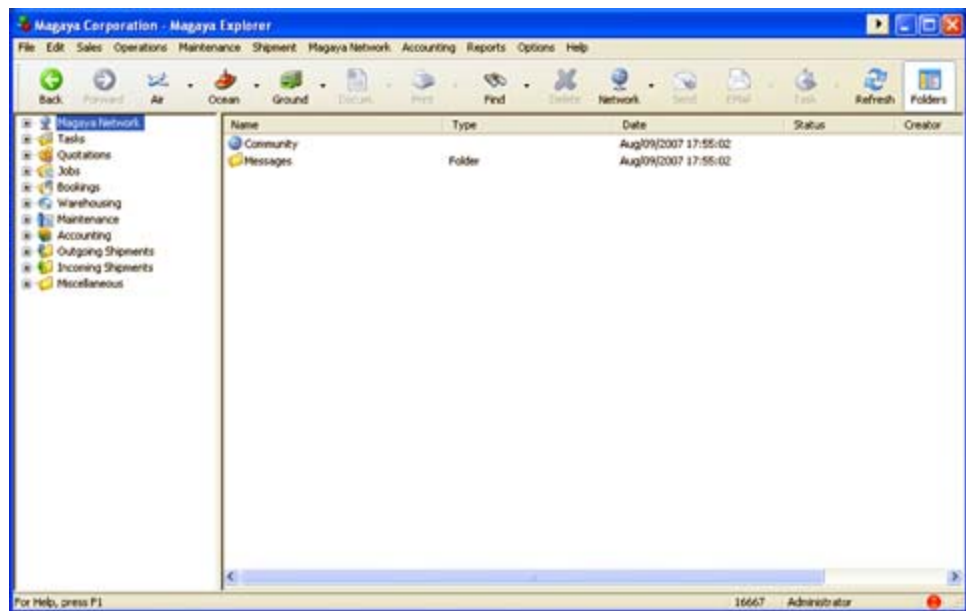 Magaya Corporation - Magaya Explorer
File Edit Sales Operations Maintenance Shipment Magaya Network Accounting Reports Options Help
Back Forward Air Ocean Ground Docum. Print Find Delete Network Send EMail Task Refresh Folders
Name Type Date Status Creator
Magaya Network
Tasks
Quotations
Jobs
Bookings
Warehousing
Maintenance
Accounting
Outgoing Shipments
Incoming Shipments
Miscellaneous
Community Aug/09/2007 17:55:02
Messages Folder Aug/09/2007 17:55:02
For Help, press F1 16667 Administrator